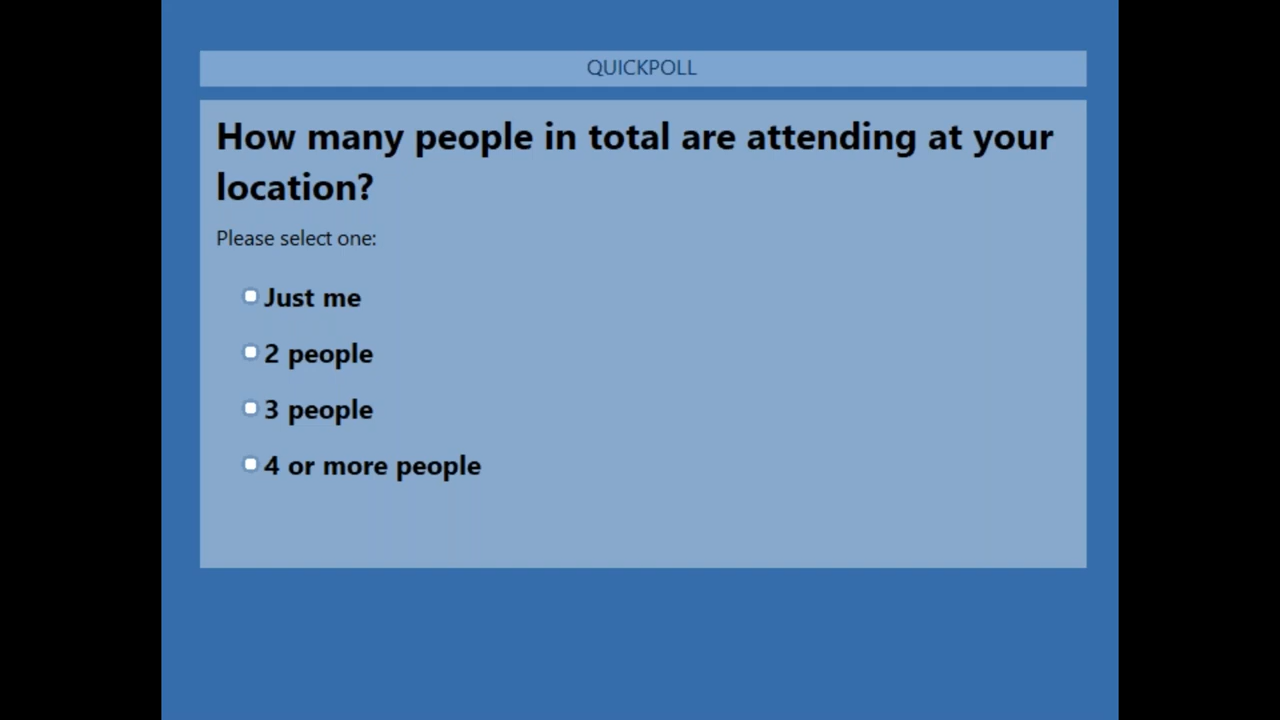 QUICKPOLL
How many people in total are attending at your
location?
Please select one:
Just me
2 people
3 people
4 or more people